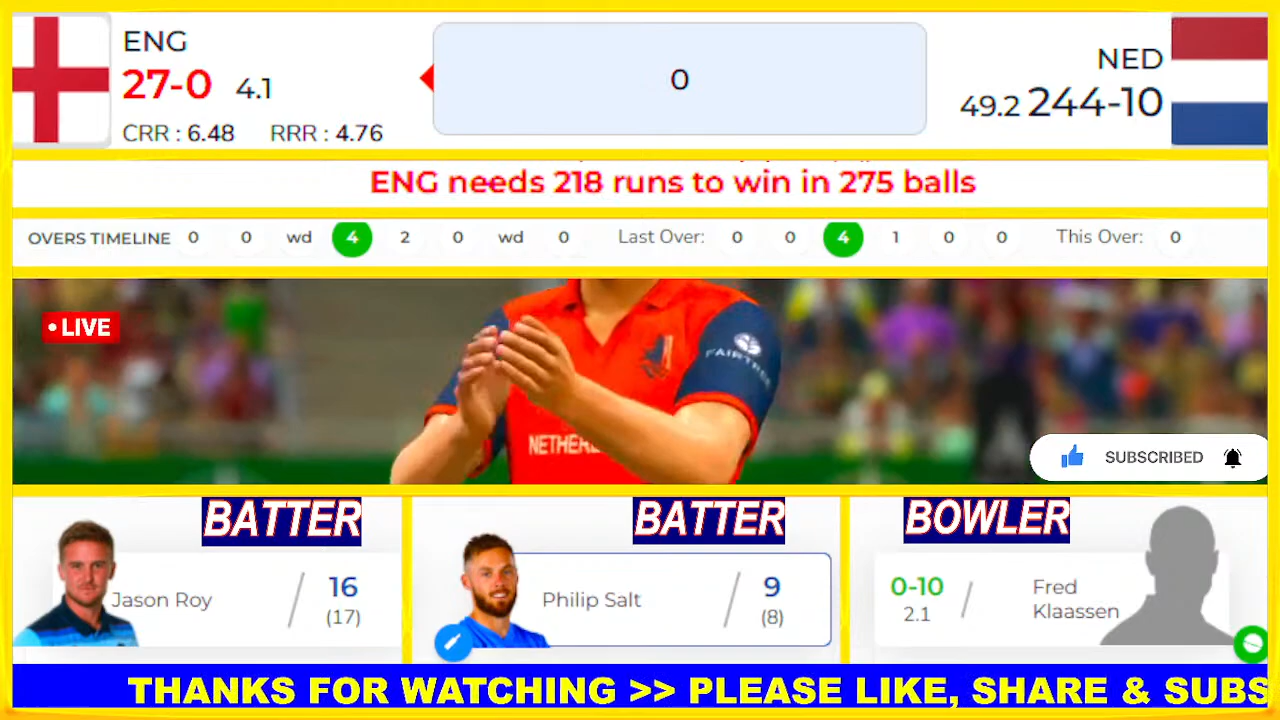 ENG
27-0 4.1
CRR : 6.48 RRR : 4.76
0
NED
49.2 244-10
ENG needs 218 runs to win in 275 balls
OVERS TIMELINE 0 0 wd 4 2 0 wd 0 Last Over: 0 0 4 1 0 0 This Over: 0
• LIVE
FAIRTREE
NETHER
SUBSCRIBED
BATTER
Jason Roy / 16
(17)
BATTER
Philip Salt / 9
(8)
BOWLER
0-10
2.1 /
Fred
Klaassen
THANKS FOR WATCHING >> PLEASE LIKE, SHARE & SUBS